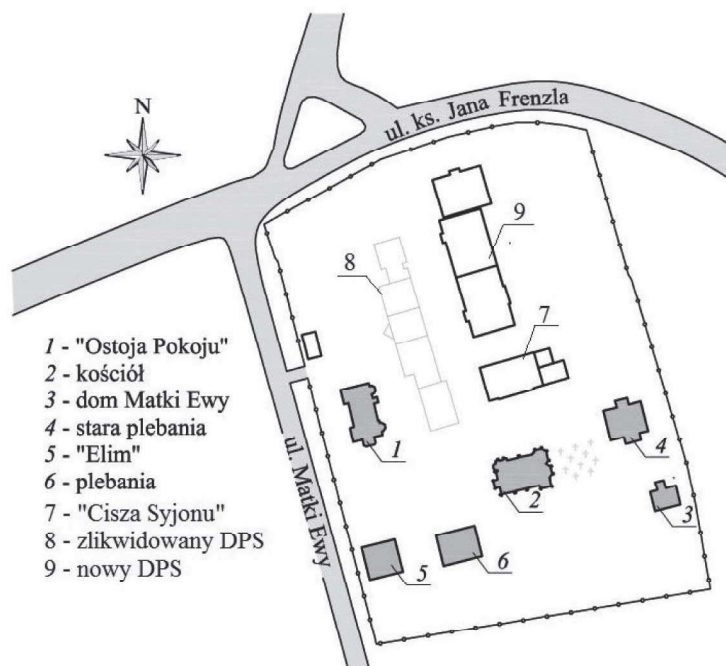 N
ul. ks. Jana Frenzla
9
8
7
1 - "Ostoja Pokoju"
2 - kościół
3 - dom Matki Ewy
4 - stara plebania
5 - "Elim"
6 - plebania
7 - "Cisza Syjonu"
8 - zlikwidowany DPS
9 - nowy DPS
ul. Matki Ewy
1
4
2
3
5
6